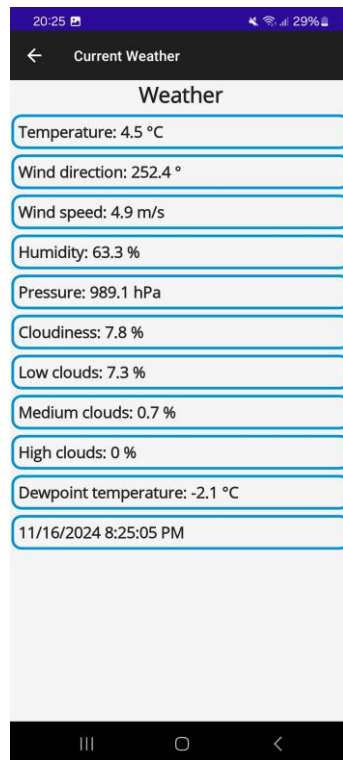 20:25 29%
Current Weather
Weather
Temperature: 4.5 °C
Wind direction: 252.4 °
Wind speed: 4.9 m/s
Humidity: 63.3 %
Pressure: 989.1 hPa
Cloudiness: 7.8 %
Low clouds: 7.3 %
Medium clouds: 0.7 %
High clouds: 0 %
Dewpoint temperature: -2.1 °C
11/16/2024 8:25:05 PM